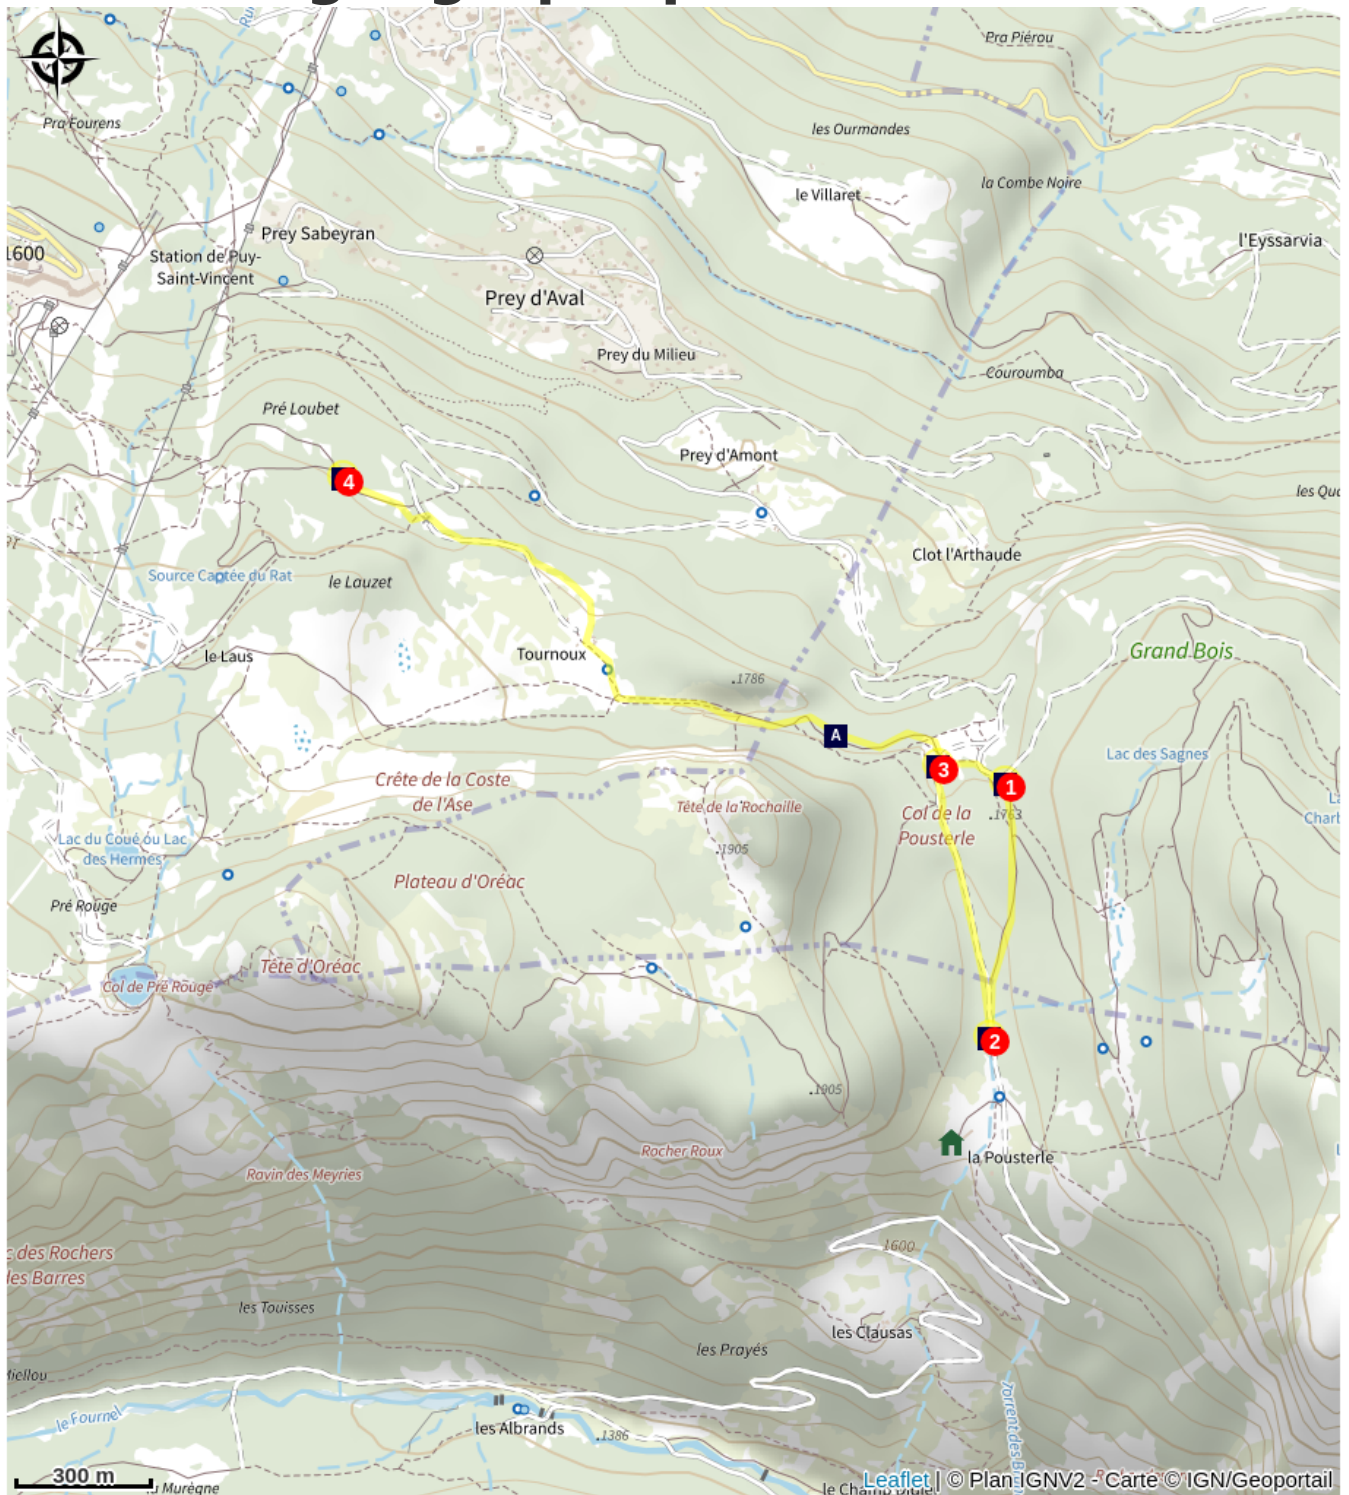 Pra Piérou
Pra Fourens
les Ourmandes
la Combe Noire
le Villaret
Prey Sabeyran
l'Eyssarvia
1600
Station de Puy-
Saint-Vincent
Prey d'Aval
Prey du Milieu
Couroumba
Pré Loubet
Prey d'Amont
4
Clot l'Arthaude
Source Captée du Rat
le Lauzet
Tournoux
le Laus
Grand Bois
.1786
A
Lac des Sagnes
3
1
Crête de la Coste
de l'Ase
Tête de la Rochaille
Col de la
Pousterle
.1763
Lac du Coué ou Lac
des Hermes
.1905
Plateau d'Oréac
Pré Rouge
Tête d'Oréac
Col de Pré Rouge
2
.1905
Rocher Roux
la Pousterle
Ravin des Meyries
1600
c des Rochers
des Barres
les Touisses
les Clausas
les Prayés
le Fournel
les Albrands
.1386
300 m
Leaflet | © Plan IGNV2 - Carte © IGN/Geoportail